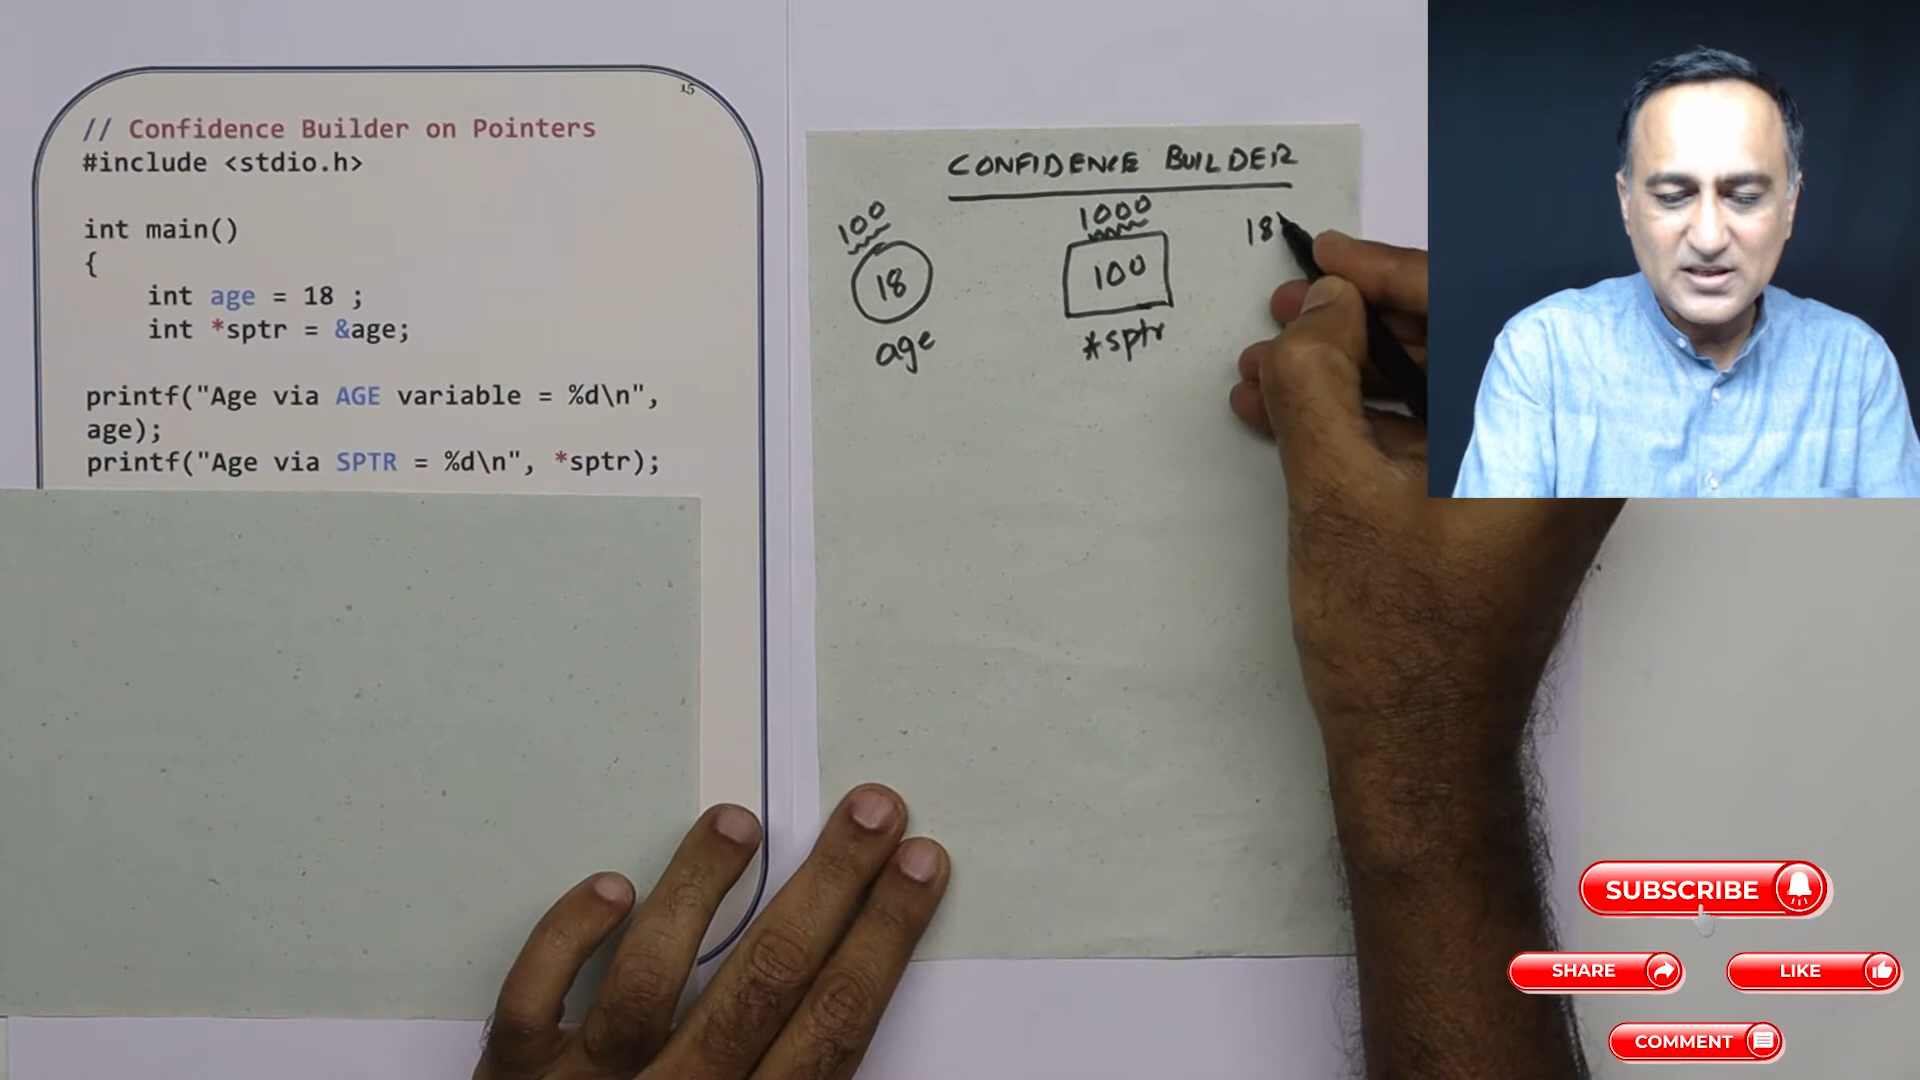 15
// Confidence Builder on Pointers
#include <stdio.h>
int main()
{
int age = 18 ;
int *sptr = &age;
printf("Age via AGE variable = %d\n",
age);
printf("Age via SPTR = %d\n", *sptr);
CONFIDENCE BUILDER
100
1000
18
18
100
age
*sptr
SUBSCRIBE
SHARE
LIKE
COMMENT